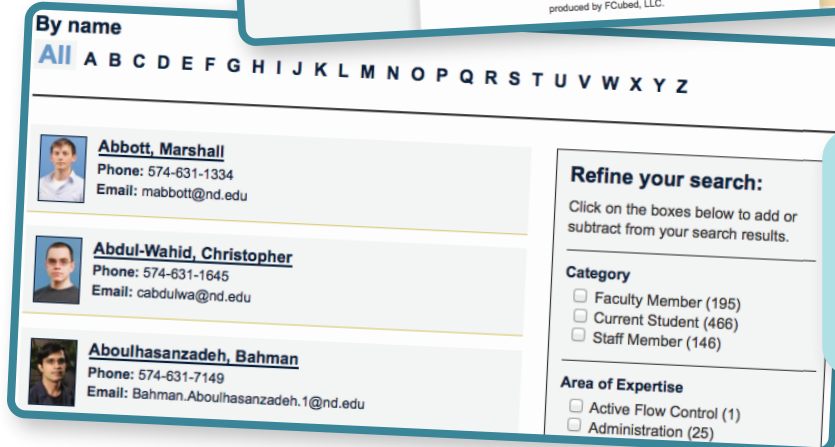 produced by FCubed, LLC.
By name
All A B C D E F G H I J K L M N O P Q R S T U V W X Y Z
Abbott, Marshall
Phone: 574-631-1334
Email: mabbott@nd.edu
Abdul-Wahid, Christopher
Phone: 574-631-1645
Email: cabdulwa@nd.edu
Aboulhasanzadeh, Bahman
Phone: 574-631-7149
Email: Bahman.Aboulhasanzadeh.1@nd.edu
Refine your search:
Click on the boxes below to add or
subtract from your search results.
Category
Faculty Member (195)
Current Student (466)
Staff Member (146)
Area of Expertise
Active Flow Control (1)
Administration (25)